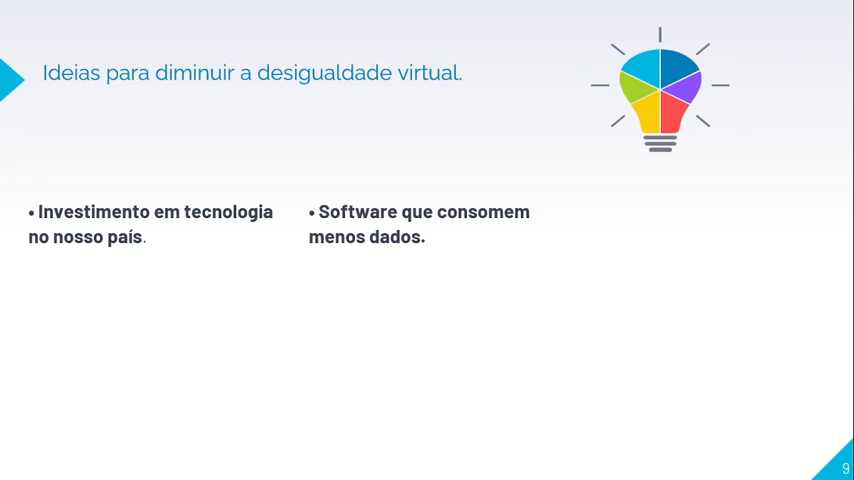 Ideias para diminuir a desigualdade virtual.
• Investimento em tecnologia
no nosso país.
• Software que consomem
menos dados.
9